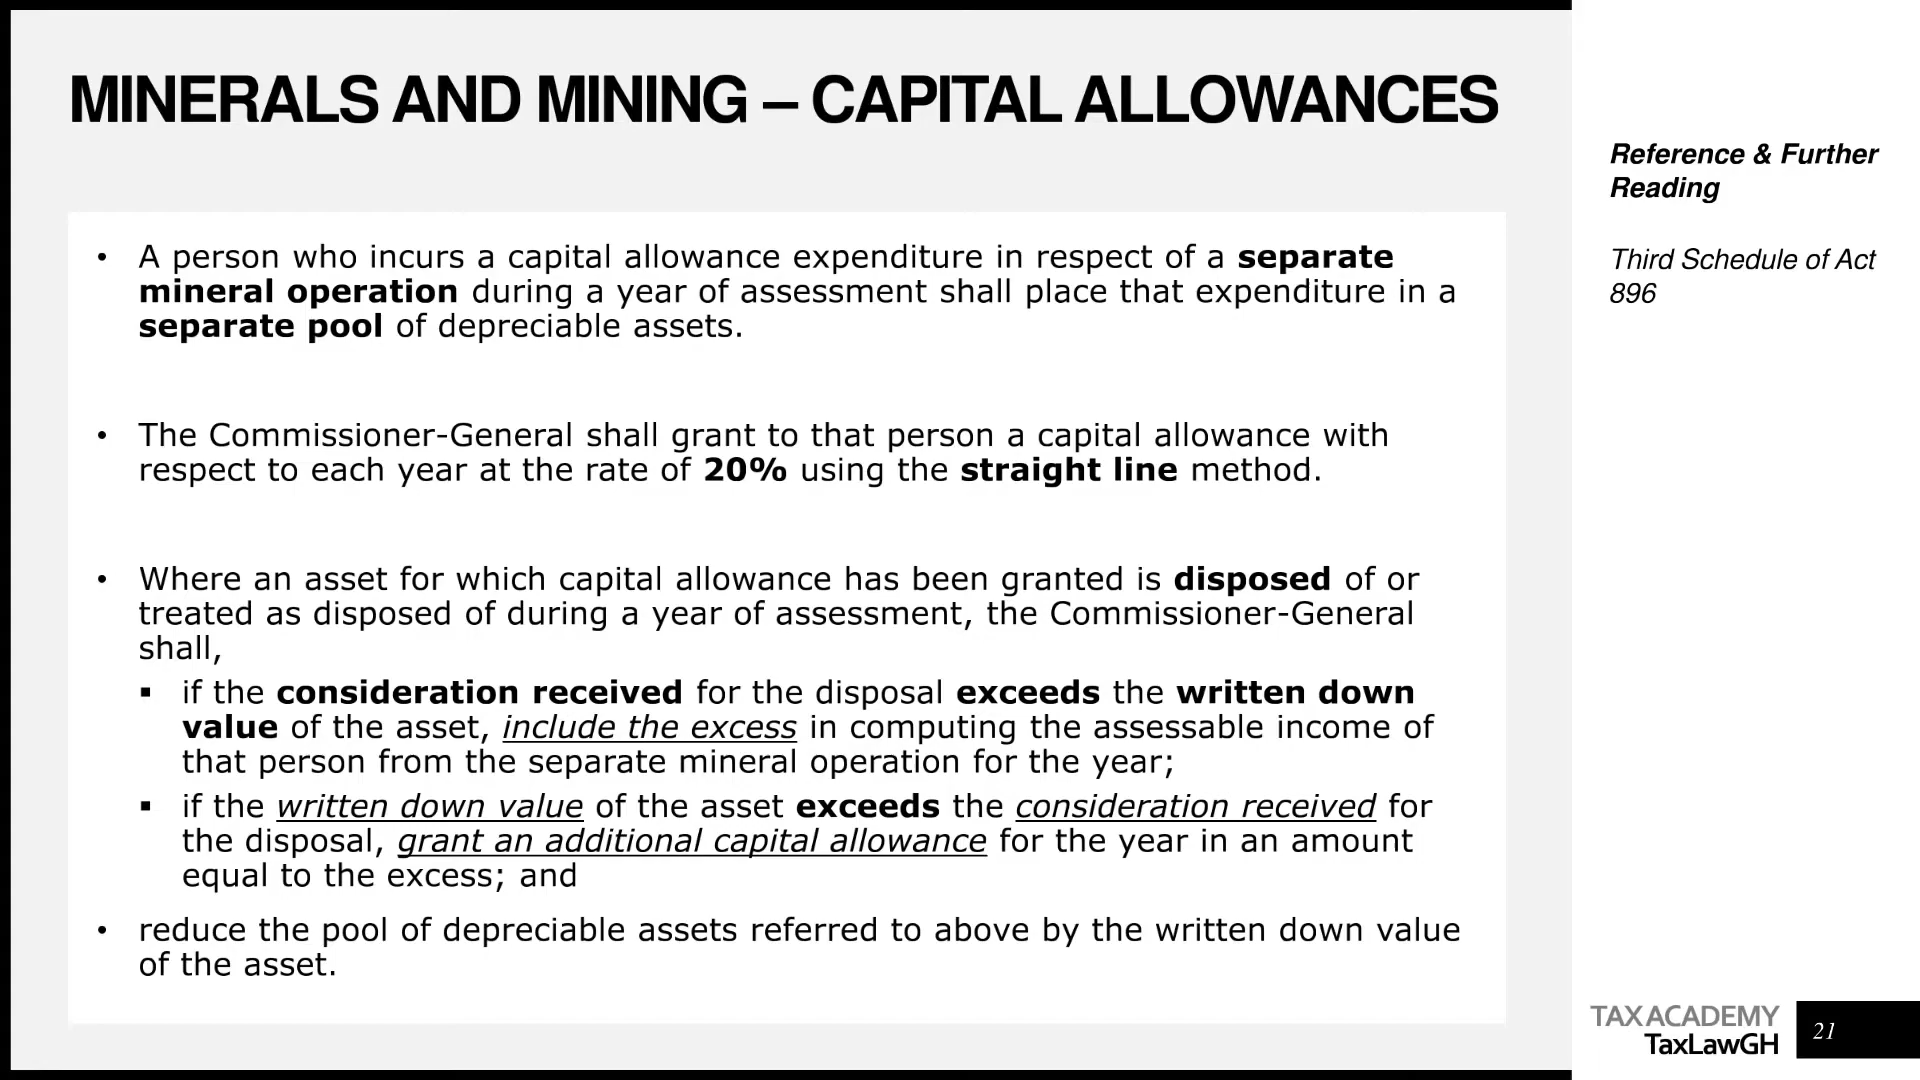 MINERALS AND MINING – CAPITAL ALLOWANCES
• A person who incurs a capital allowance expenditure in respect of a separate
mineral operation during a year of assessment shall place that expenditure in a
separate pool of depreciable assets.
• The Commissioner-General shall grant to that person a capital allowance with
respect to each year at the rate of 20% using the straight line method.
• Where an asset for which capital allowance has been granted is disposed of or
treated as disposed of during a year of assessment, the Commissioner-General
shall,
▪ if the consideration received for the disposal exceeds the written down
value of the asset, include the excess in computing the assessable income of
that person from the separate mineral operation for the year;
▪ if the written down value of the asset exceeds the consideration received for
the disposal, grant an additional capital allowance for the year in an amount
equal to the excess; and
• reduce the pool of depreciable assets referred to above by the written down value
of the asset.
Reference & Further
Reading
Third Schedule of Act
896
TAX ACADEMY
TaxLawGH
21